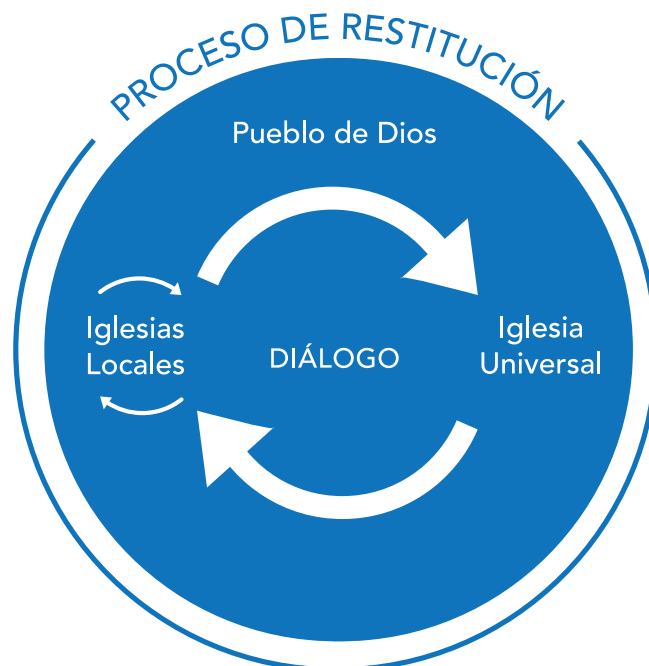 PROCESO DE RESTITUCIÓN
Pueblo de Dios
Iglesias
Locales
DIÁLOGO
Iglesia
Universal